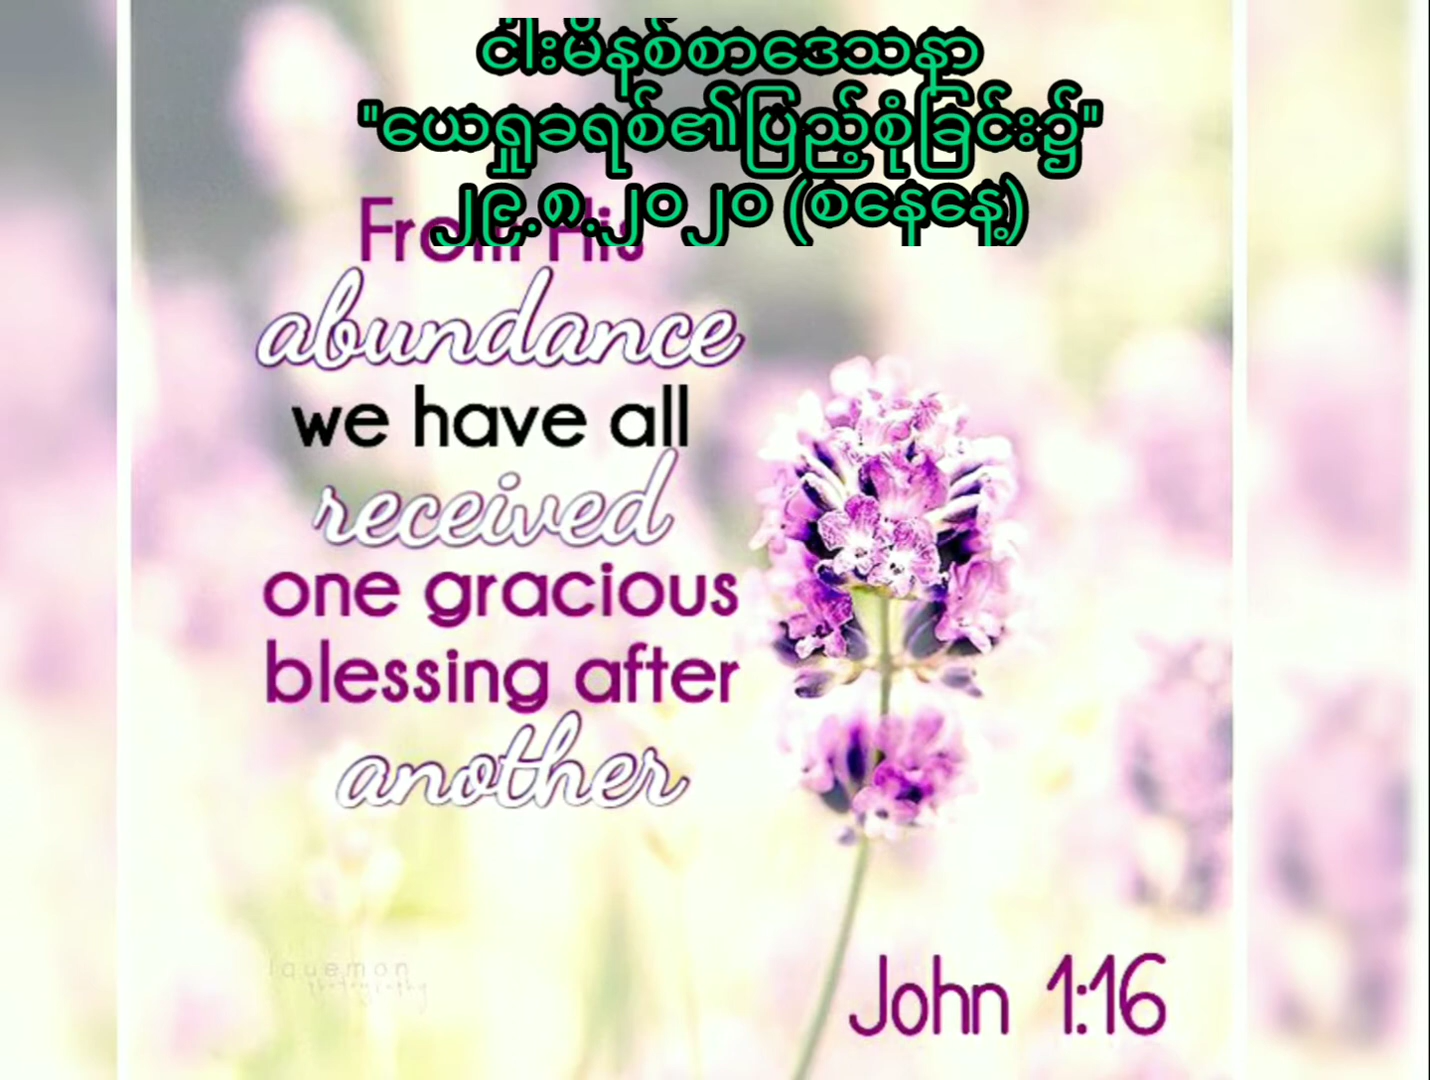 ငါးမိနစ်စာဒေသနာ
"ယေရှုခရစ်၏ပြည့်စုံခြင်း၌"
၂၉.၈.၂၀၂၀ (စနေနေ့)
From His
abundance
we have all
received
one gracious
blessing after
another
lquemon
photography
John 1:16